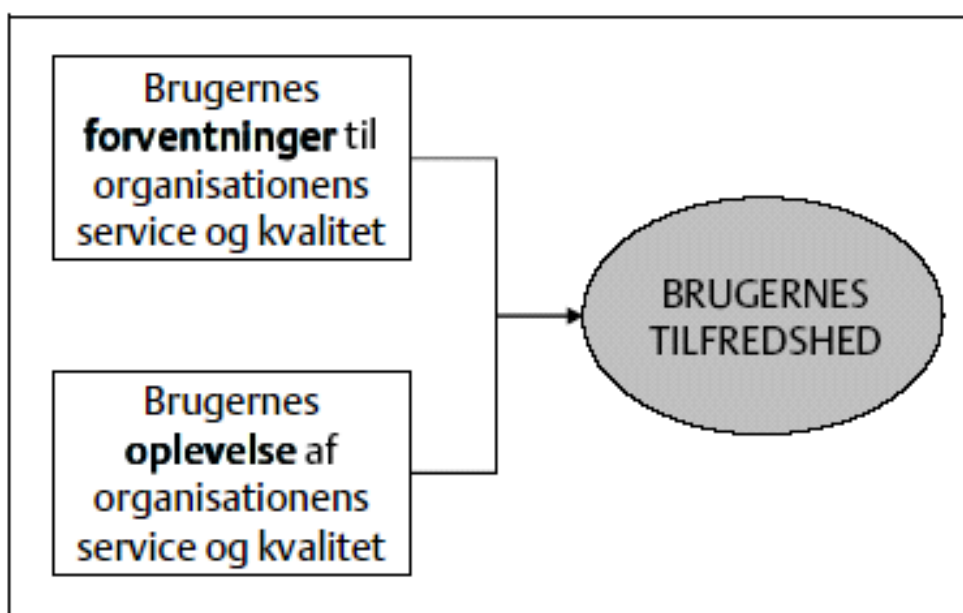 Brugernes
forventninger til
organisationens
service og kvalitet
BRUGERNES
TILFREDSHED
Brugernes
oplevelse af
organisationens
service og kvalitet